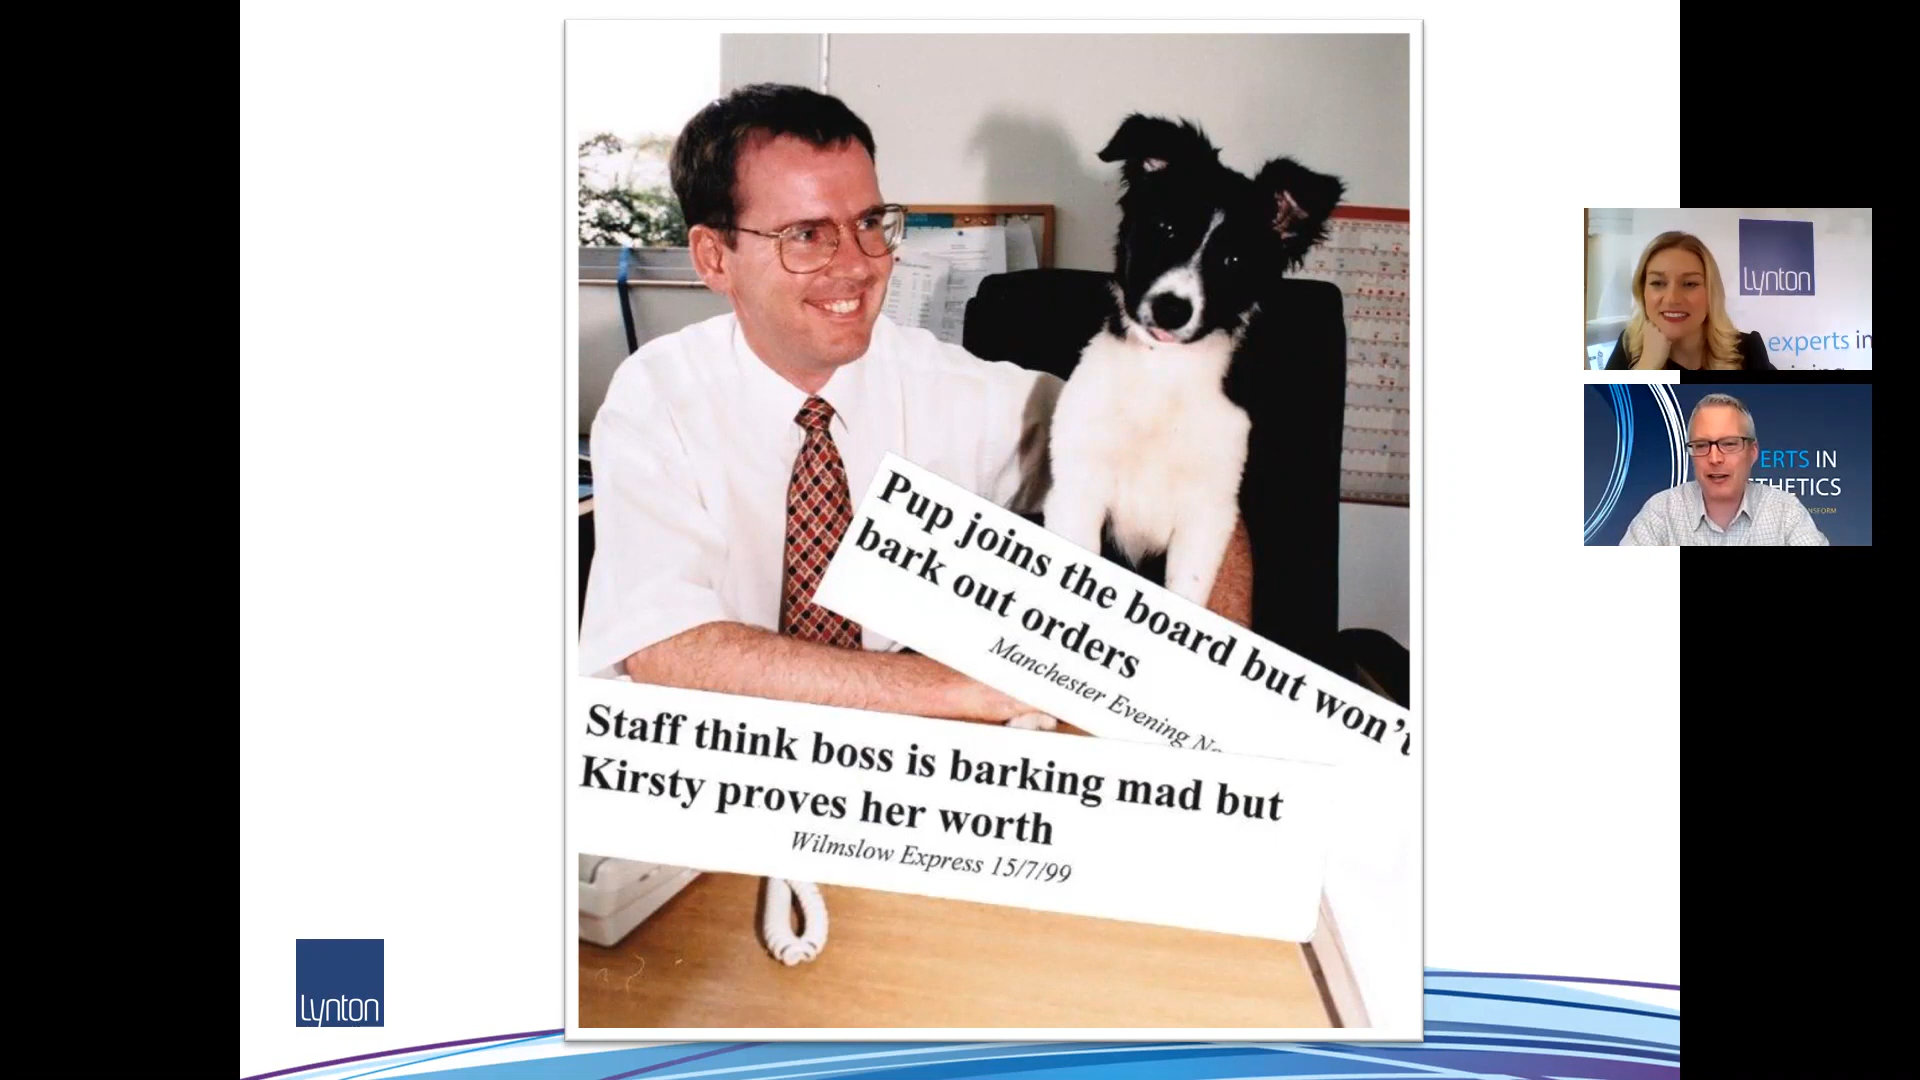 Pup joins the board but won't
bark out orders
Manchester Evening
Staff think boss is barking mad but
Kirsty proves her worth
Wilmslow Express 15/7/99
Lynton
Lynton
experts in
ERTS IN
THETICS